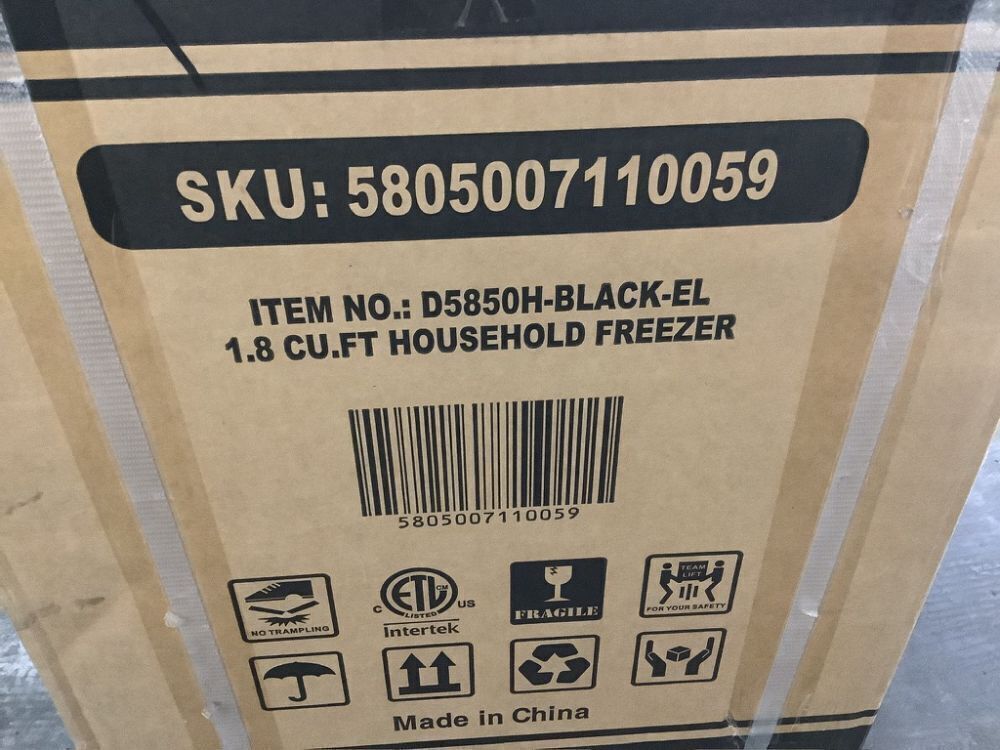 SKU: 5805007110059
ITEM NO.: D5850H-BLACK-EL
1.8 CU.FT HOUSEHOLD FREEZER
5805007110059
NO TRAMPLING
C ETL CM US
LISTED
Intertek
FRAGILE
TEAM
LIFT
FOR YOUR SAFETY
Made in China